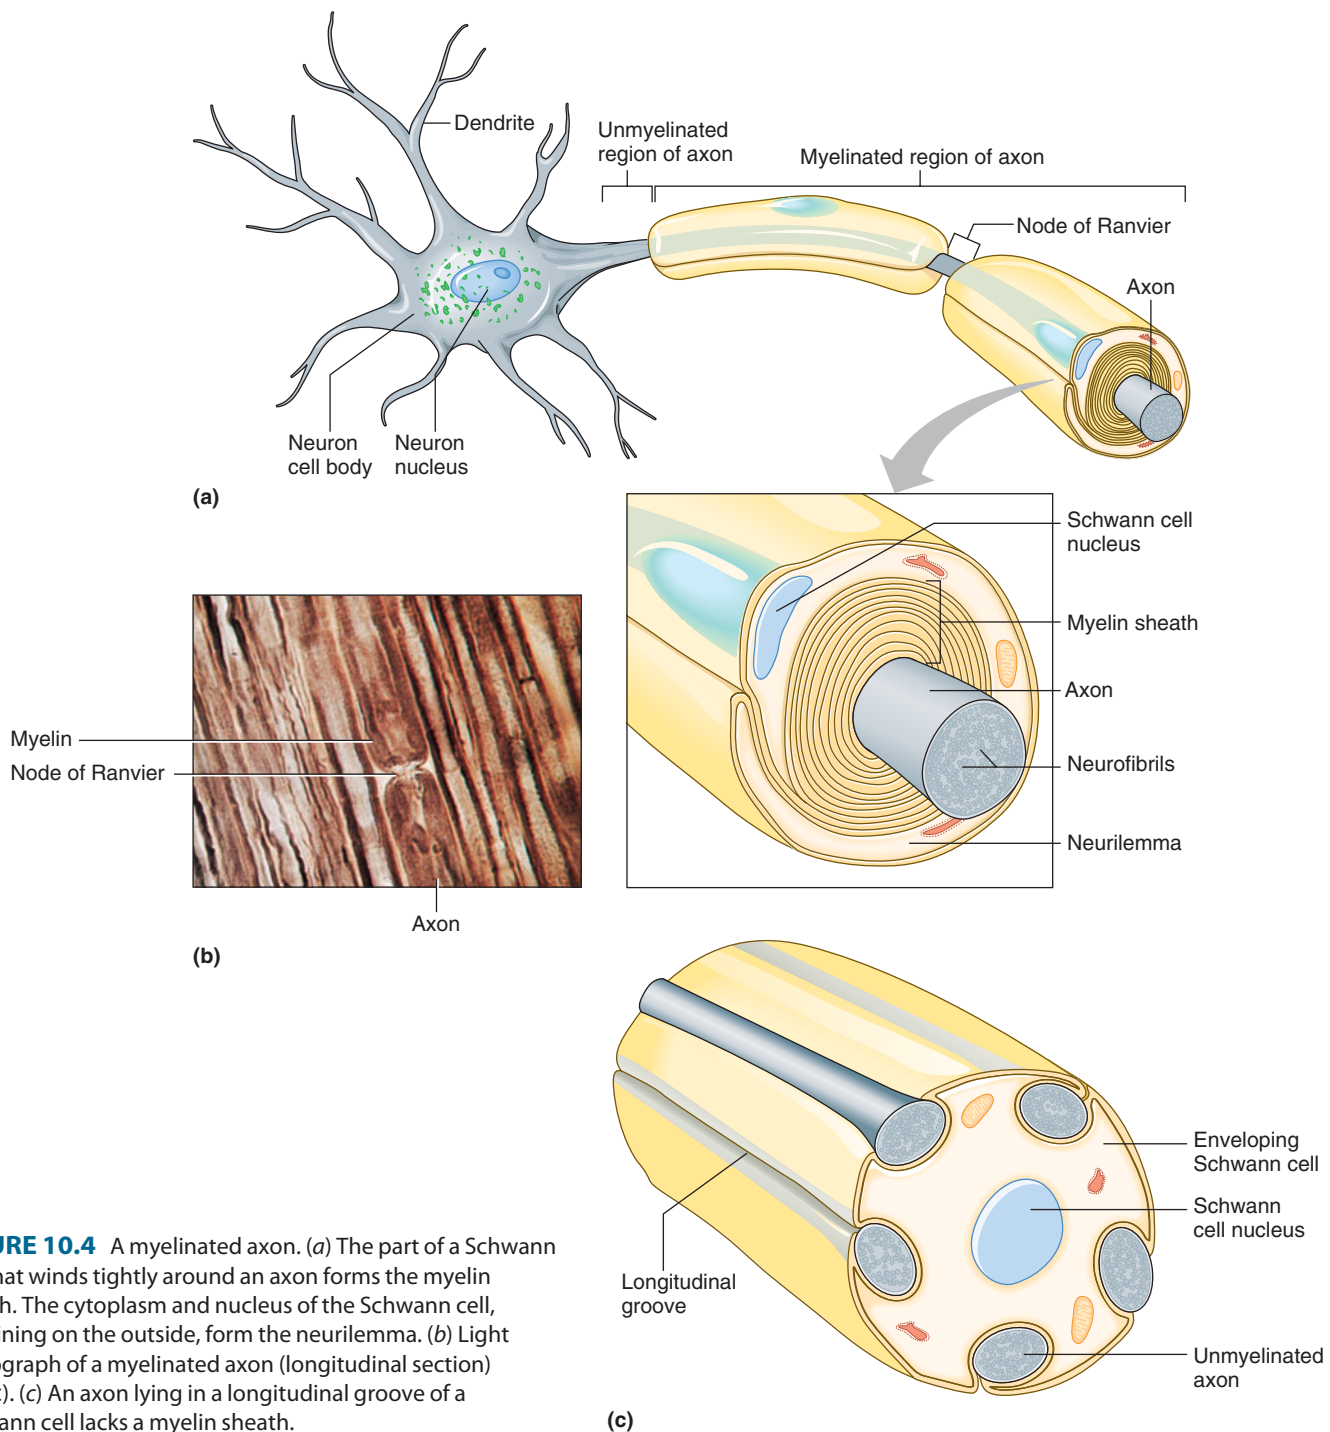 Dendrite
Unmyelinated
region of axon
Myelinated region of axon
Node of Ranvier
Axon
Neuron
cell body
Neuron
nucleus
(a)
Schwann cell
nucleus
Myelin sheath
Axon
Neurofibrils
Neurilemma
Myelin
Node of Ranvier
Axon
(b)
Enveloping
Schwann cell
Schwann
cell nucleus
Longitudinal
groove
Unmyelinated
axon
(c)
URE 10.4 A myelinated axon. (a) The part of a Schwann
hat winds tightly around an axon forms the myelin
h. The cytoplasm and nucleus of the Schwann cell,
ining on the outside, form the neurilemma. (b) Light
ograph of a myelinated axon (longitudinal section)
). (c) An axon lying in a longitudinal groove of a
ann cell lacks a myelin sheath.